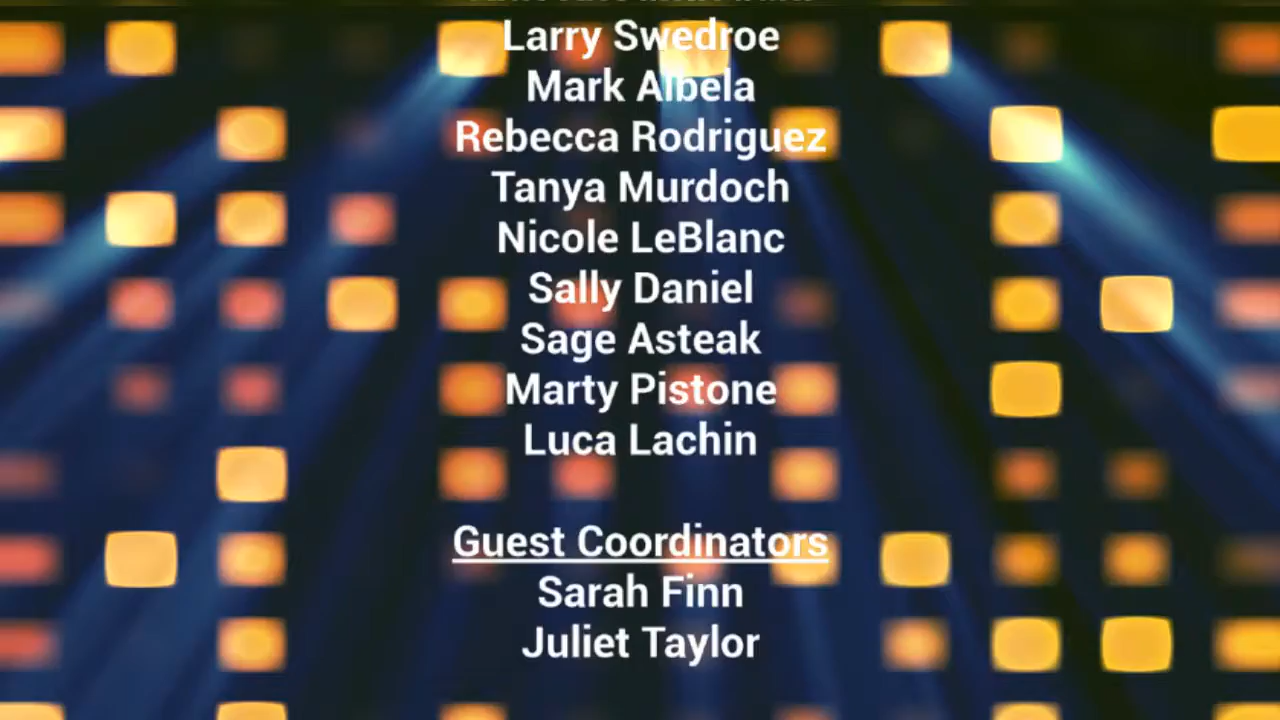 Larry Swedroe
Mark Albela
Rebecca Rodriguez
Tanya Murdoch
Nicole LeBlanc
Sally Daniel
Sage Asteak
Marty Pistone
Luca Lachin
Guest Coordinators
Sarah Finn
Juliet Taylor